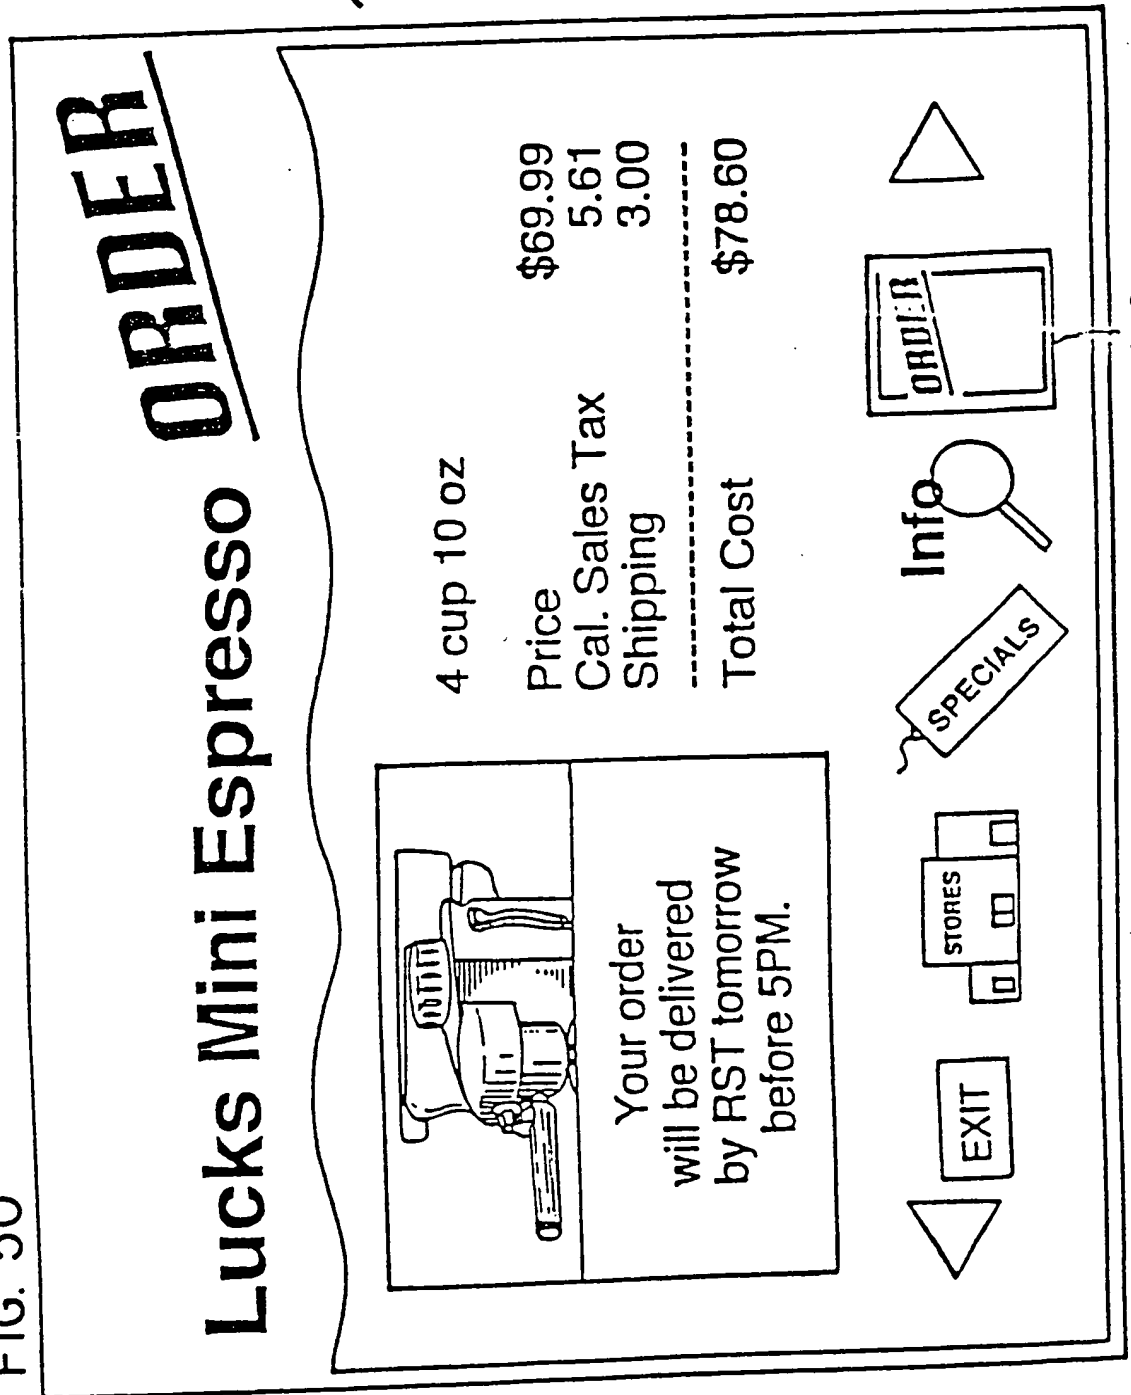 Lucks Mini Espresso ORDER
4 cup 10 oz
Price $69.99
Cal. Sales Tax 5.61
Shipping 3.00
Total Cost $78.60
Your order
will be delivered
by RST tomorrow
before 5PM.
EXIT
STORES
SPECIALS
Info
ORDER